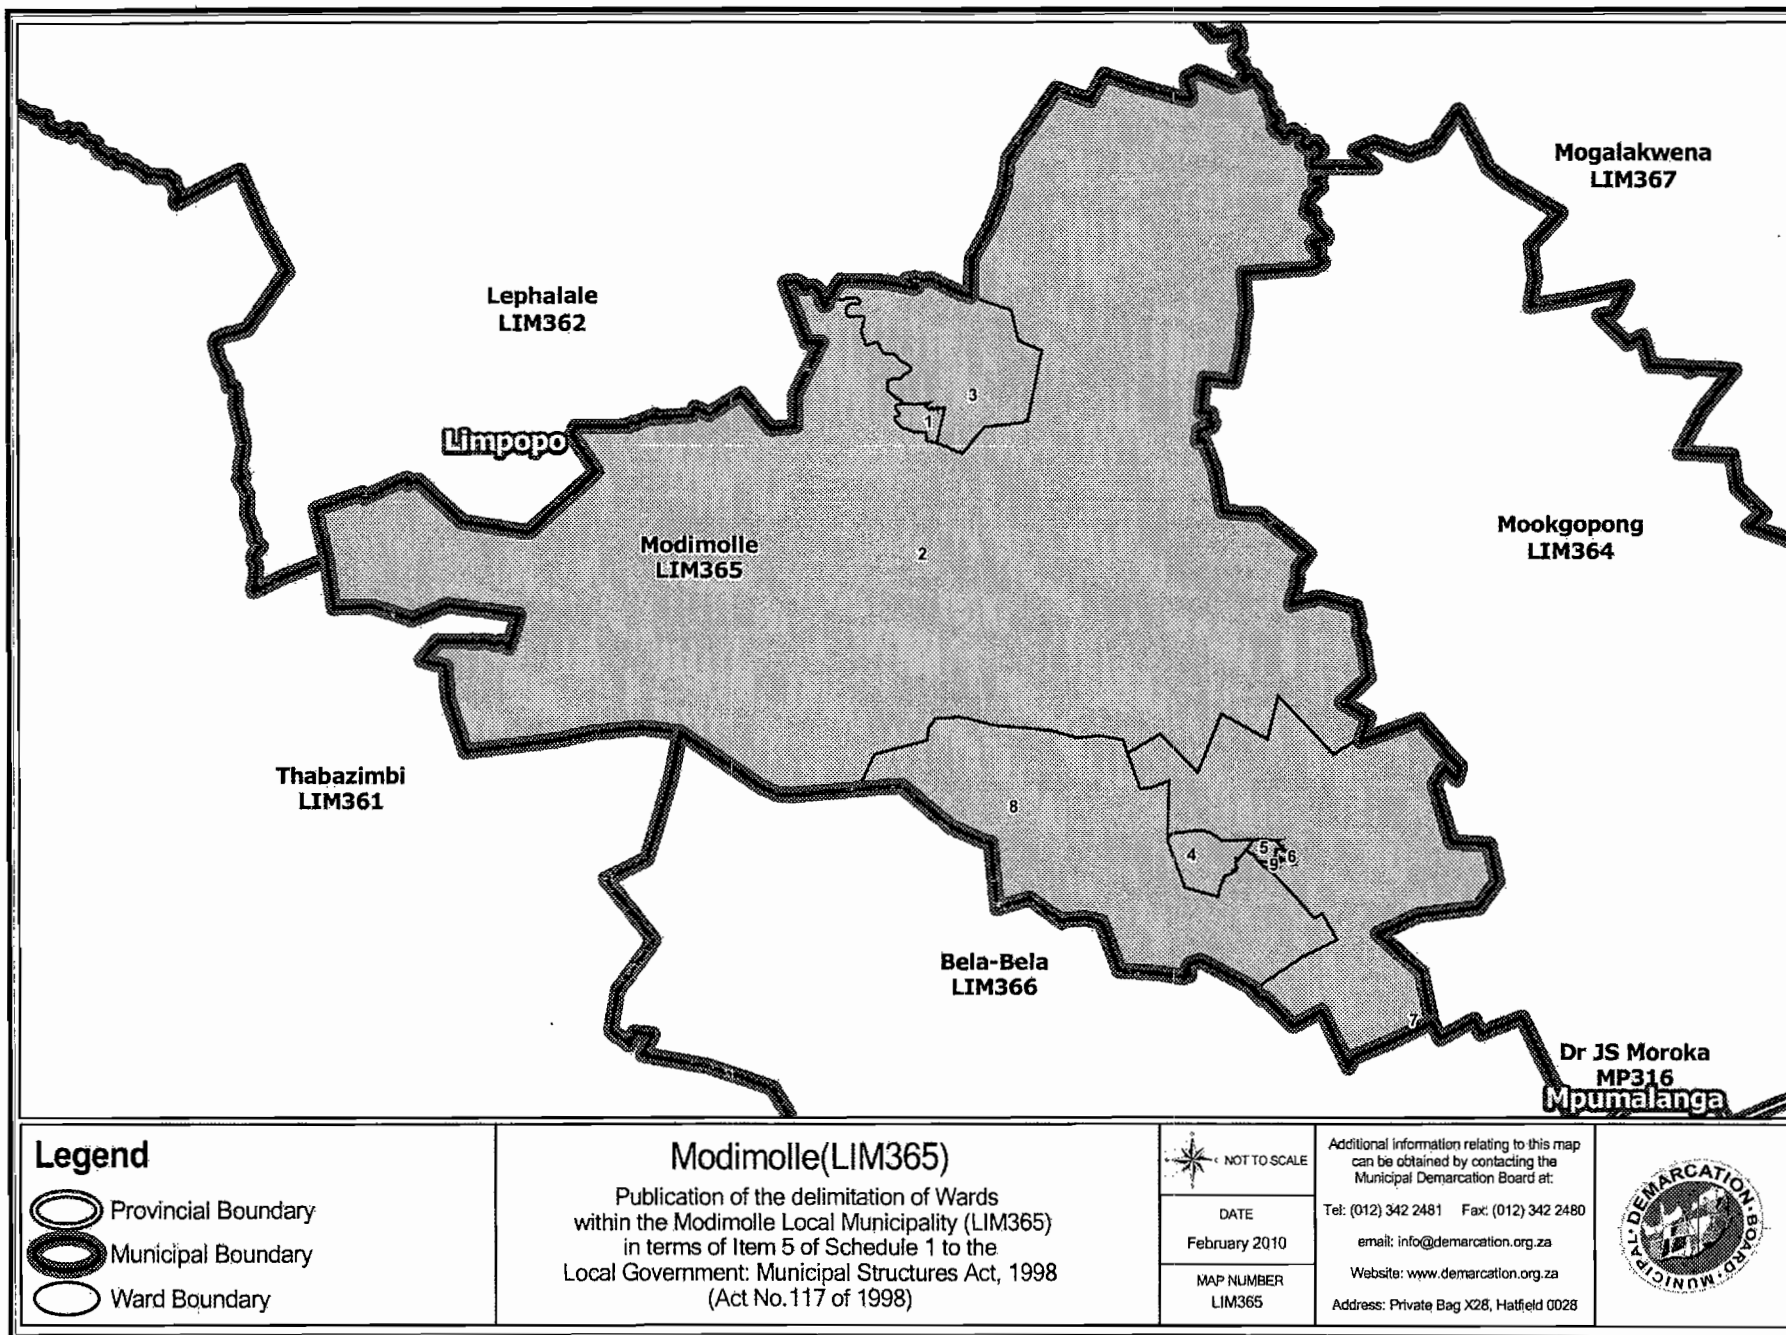 Mogalakwena
LIM367
Lephalale
LIM362
3
1
Limpopo
Mookgopong
LIM364
Modimolle
LIM365
2
Thabazimbi
LIM361
8
4
5
6
9
Bela-Bela
LIM366
7
Dr JS Moroka
MP316
Mpumalanga
Legend
Provincial Boundary
Municipal Boundary
Ward Boundary
Modimolle(LIM365)
Publication of the delimitation of Wards
within the Modimolle Local Municipality (LIM365)
in terms of Item 5 of Schedule 1 to the
Local Government: Municipal Structures Act, 1998
(Act No.117 of 1998)
NOT TO SCALE
DATE
February 2010
MAP NUMBER
LIM365
Additional information relating to this map
can be obtained by contacting the
Municipal Demarcation Board at:
Tel: (012) 342 2481 Fax: (012) 342 2480
email: info@demarcation.org.za
Website: www.demarcation.org.za
Address: Private Bag X28, Hatfield 0028
MUNICIPAL DEMARCATION BOARD